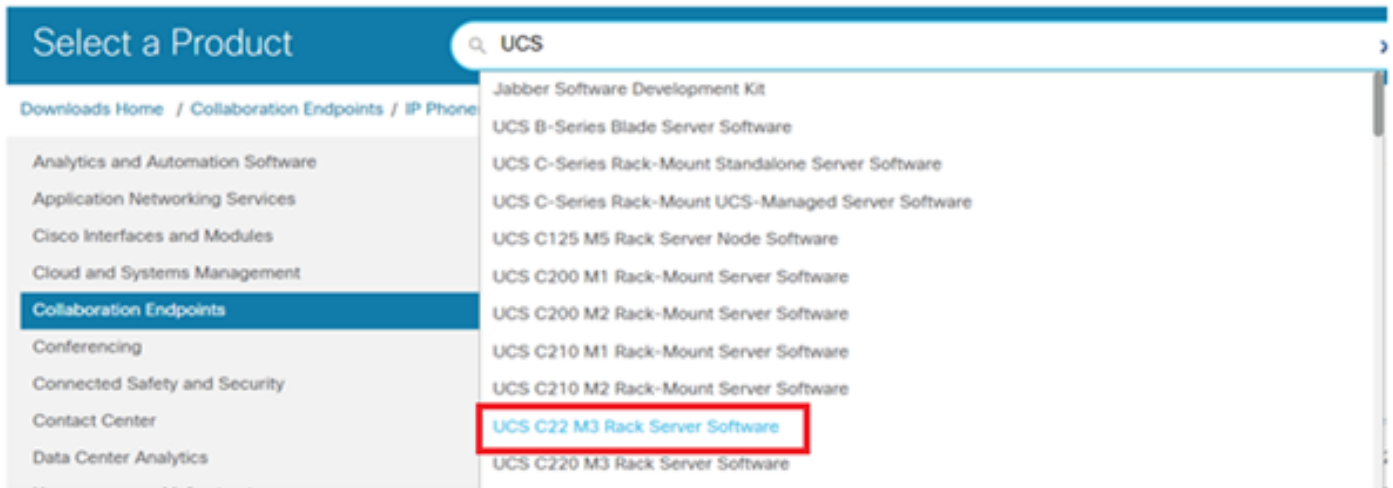 Select a Product
UCS
Jabber Software Development Kit
Downloads Home / Collaboration Endpoints / IP Phone
UCS B-Series Blade Server Software
Analytics and Automation Software
UCS C-Series Rack-Mount Standalone Server Software
Application Networking Services
UCS C-Series Rack-Mount UCS-Managed Server Software
Cisco Interfaces and Modules
UCS C125 M5 Rack Server Node Software
Cloud and Systems Management
UCS C200 M1 Rack-Mount Server Software
Collaboration Endpoints
UCS C200 M2 Rack-Mount Server Software
Conferencing
UCS C210 M1 Rack-Mount Server Software
Connected Safety and Security
UCS C210 M2 Rack-Mount Server Software
Contact Center
UCS C22 M3 Rack Server Software
Data Center Analytics
UCS C220 M3 Rack Server Software